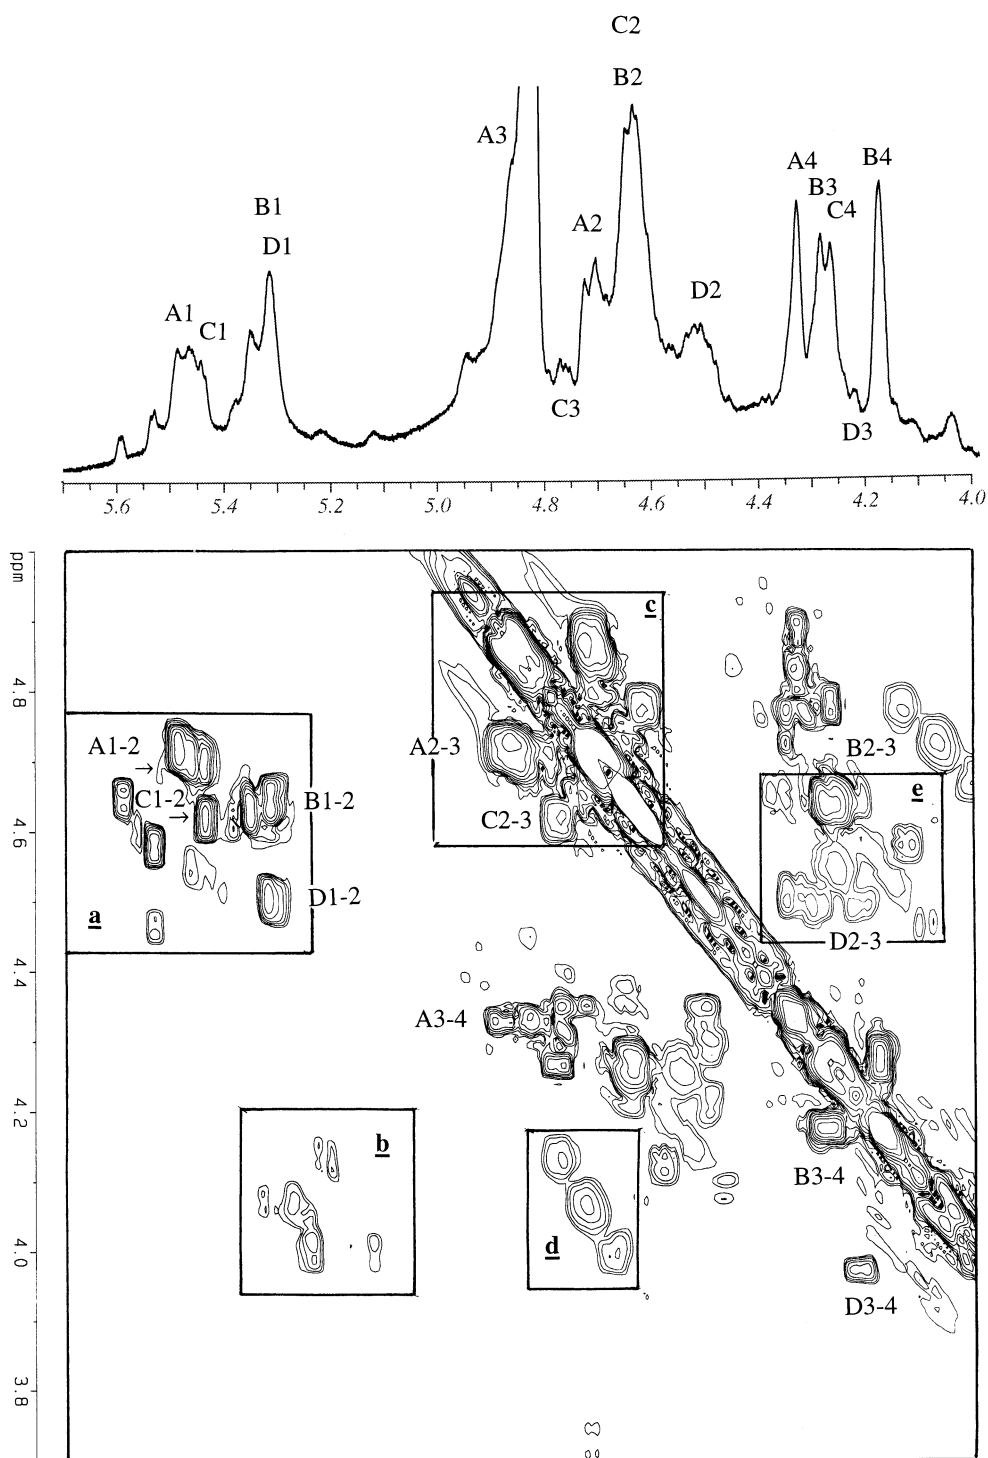 C2
B2
A3
A4
B4
B3
C4
B1
A2
D1
D2
A1
C1
C3
D3
5.6
5.4
5.2
5.0
4.8
4.6
4.4
4.2
4.0
ppm
c
4.8
A1-2
A2-3
B2-3
C1-2
B1-2
e
C2-3
4.6
D1-2
a
D2-3
4.4
A3-4
4.2
b
B3-4
d
4.0
D3-4
3.8